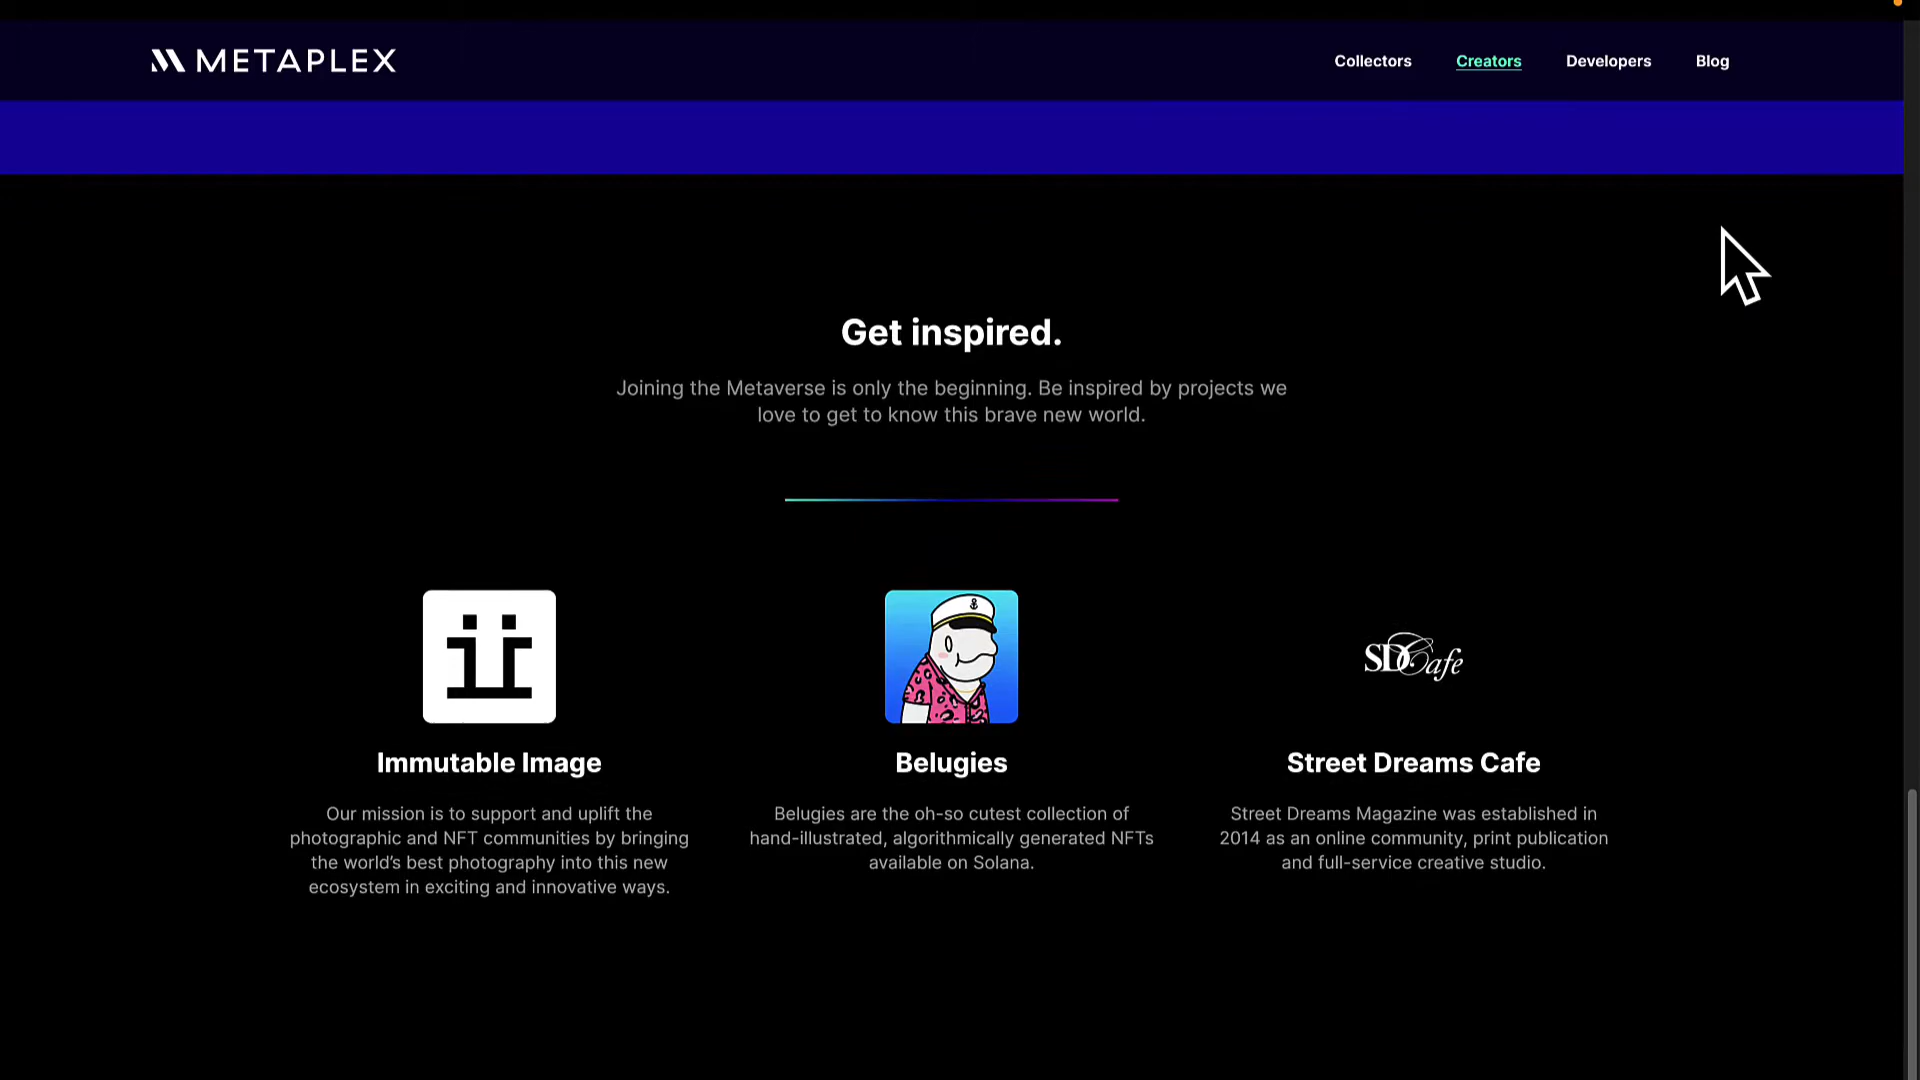 METAPLEX
Collectors
Creators
Developers
Blog
Get inspired.
Joining the Metaverse is only the beginning. Be inspired by projects we
love to get to know this brave new world.
SDCafe
Immutable Image
Our mission is to support and uplift the
photographic and NFT communities by bringing
the world’s best photography into this new
ecosystem in exciting and innovative ways.
Belugies
Belugies are the oh-so cutest collection of
hand-illustrated, algorithmically generated NFTs
available on Solana.
Street Dreams Cafe
Street Dreams Magazine was established in
2014 as an online community, print publication
and full-service creative studio.